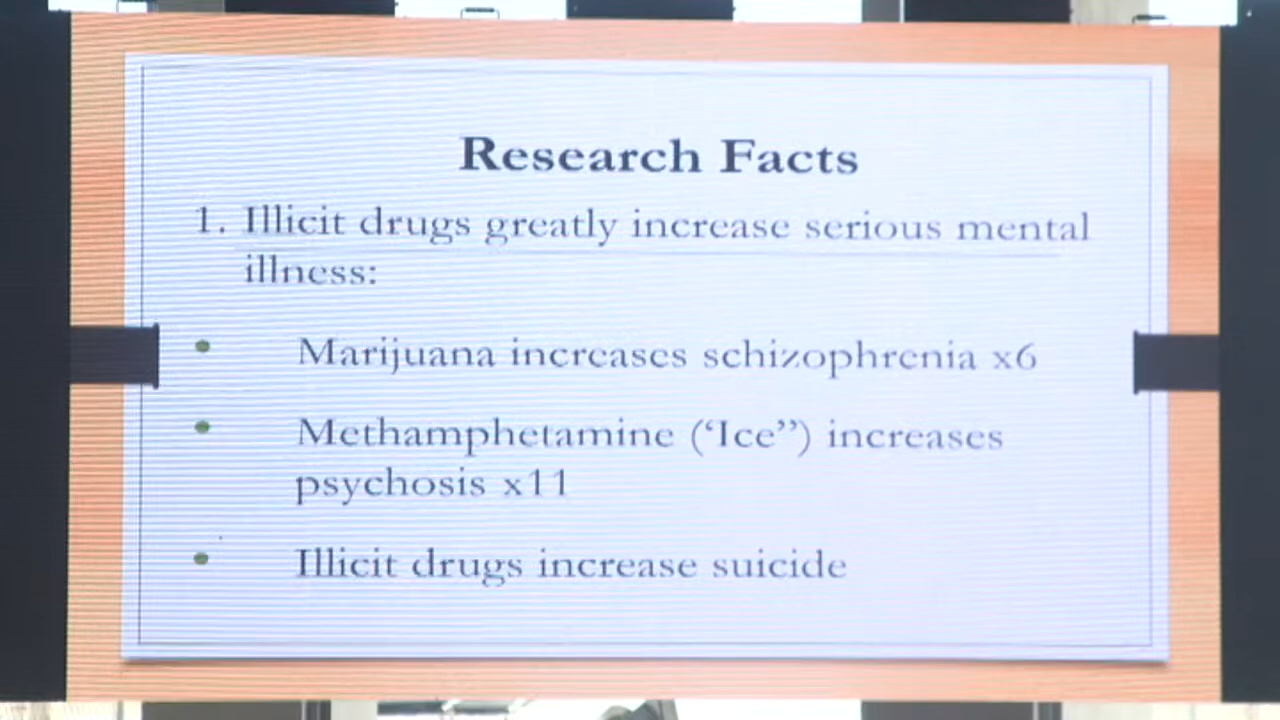 Research Facts
1. Illicit drugs greatly increase serious mental
illness:
• Marijuana increases schizophrenia x6
• Methamphetamine (‘Ice”) increases
psychosis x11
• Illicit drugs increase suicide